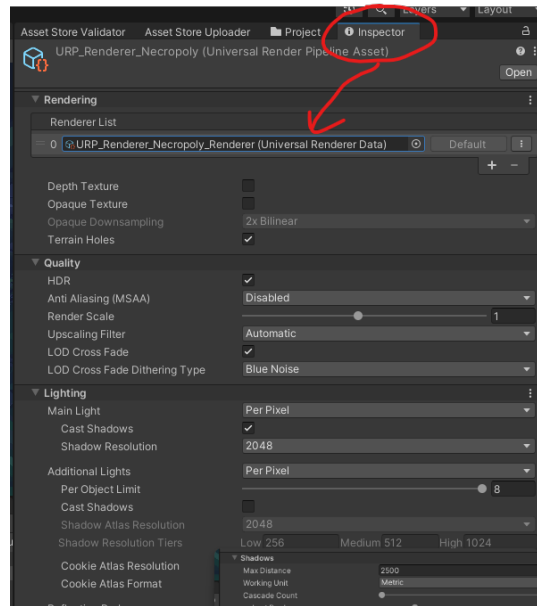 Layers Layout
Asset Store Validator Asset Store Uploader Project Inspector
URP_Renderer_Necropoly (Universal Render Pipeline Asset)
Open
Rendering
Renderer List
0 URP_Renderer_Necropoly_Renderer (Universal Renderer Data) Default
+ −
Depth Texture
Opaque Texture
Opaque Downsampling 2x Bilinear
Terrain Holes
Quality
HDR
Anti Aliasing (MSAA) Disabled
Render Scale 1
Upscaling Filter Automatic
LOD Cross Fade
LOD Cross Fade Dithering Type Blue Noise
Lighting
Main Light Per Pixel
Cast Shadows
Shadow Resolution 2048
Additional Lights Per Pixel
Per Object Limit 8
Cast Shadows
Shadow Atlas Resolution 2048
Shadow Resolution Tiers Low 256 Medium 512 High 1024
Shadows
Cookie Atlas Resolution Max Distance 2500
Working Unit Metric
Cookie Atlas Format
Cascade Count